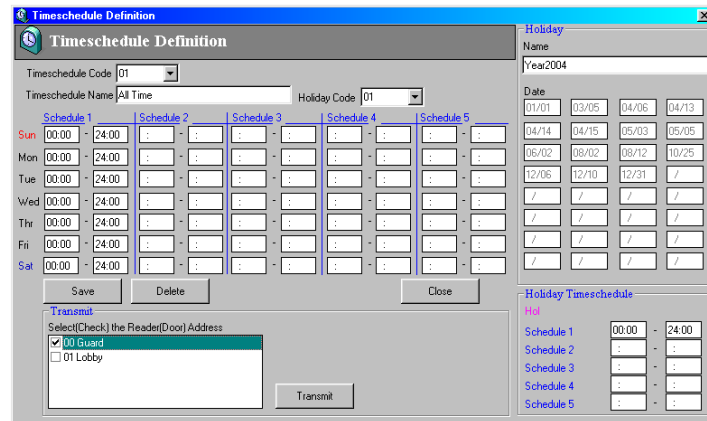 Timeschedule Definition
Timeschedule Definition
Timeschedule Code 01
Timeschedule Name All Time Holiday Code 01
Schedule 1 Schedule 2 Schedule 3 Schedule 4 Schedule 5
Sun 00:00 - 24:00 : - : : - : : - : : - :
Mon 00:00 - 24:00 : - : : - : : - : : - :
Tue 00:00 - 24:00 : - : : - : : - : : - :
Wed 00:00 - 24:00 : - : : - : : - : : - :
Thr 00:00 - 24:00 : - : : - : : - : : - :
Fri 00:00 - 24:00 : - : : - : : - : : - :
Sat 00:00 - 24:00 : - : : - : : - : : - :
Save Delete Close
Transmit
Select(Check) the Reader(Door) Address
00 Guard
01 Lobby
Transmit
Holiday
Name
Year2004
Date
01/01 03/05 04/06 04/13
04/14 04/15 05/03 05/05
06/02 08/02 08/12 10/25
12/06 12/10 12/31 /
/ / / /
/ / / /
/ / / /
/ / / /
Holiday Timeschedule
Hol
Schedule 1 00:00 - 24:00
Schedule 2 : - :
Schedule 3 : - :
Schedule 4 : - :
Schedule 5 : - :